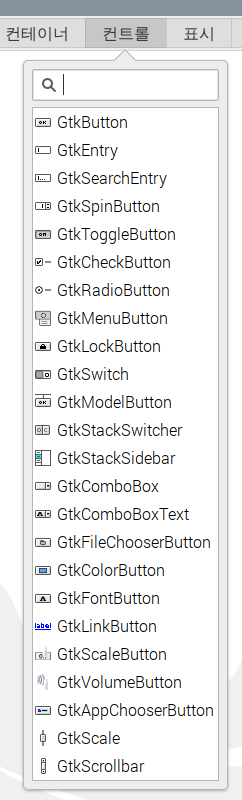 컨테이너 컨트롤 표시
GtkButton
GtkEntry
GtkSearchEntry
GtkSpinButton
GtkToggleButton
GtkCheckButton
GtkRadioButton
GtkMenuButton
GtkLockButton
GtkSwitch
GtkModelButton
GtkStackSwitcher
GtkStackSidebar
GtkComboBox
GtkComboBoxText
GtkFileChooserButton
GtkColorButton
GtkFontButton
label GtkLinkButton
GtkScaleButton
GtkVolumeButton
GtkAppChooserButton
GtkScale
GtkScrollbar